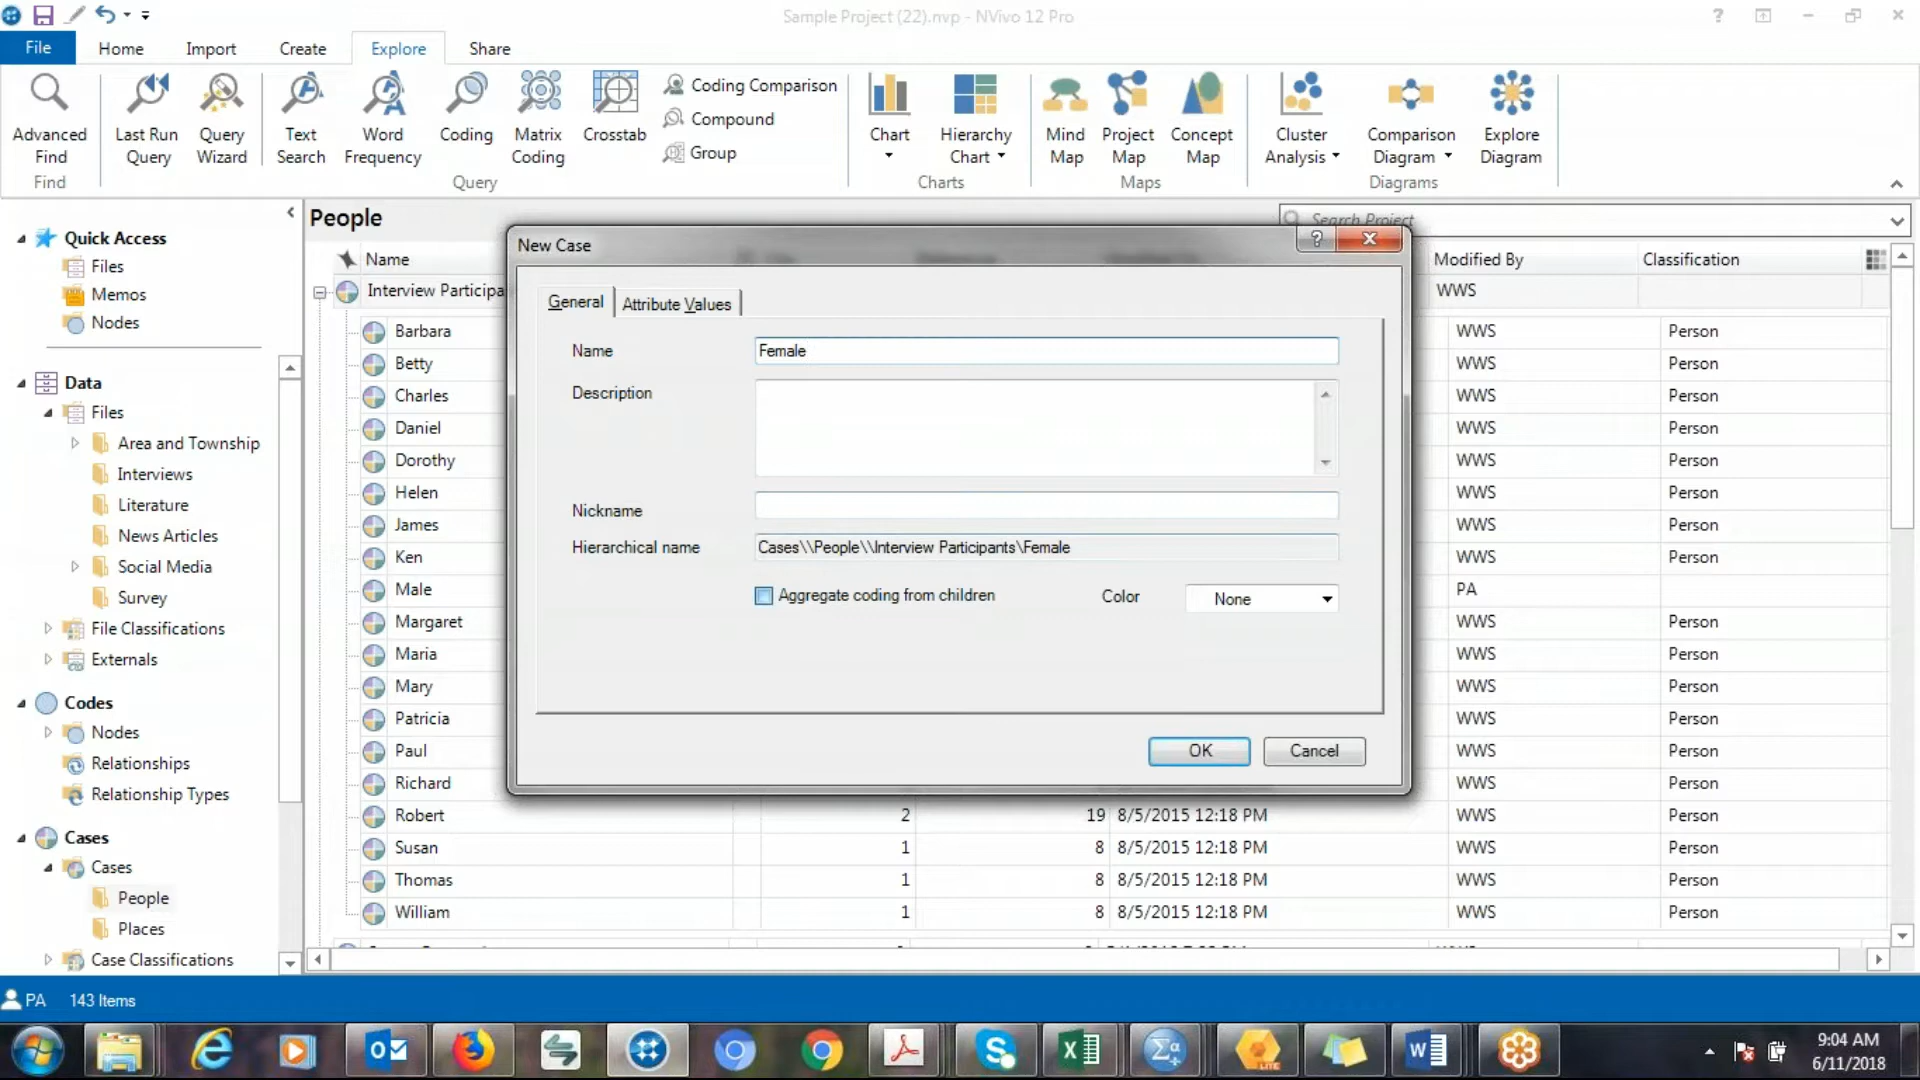 Sample Project (22).nvp - NVivo 12 Pro
File Home Import Create Explore Share
Advanced Find
Last Run Query
Query Wizard
Text Search
Word Frequency
Coding
Matrix Coding
Crosstab
Coding Comparison
Compound
Group
Chart
Hierarchy Chart
Mind Map
Project Map
Concept Map
Cluster Analysis
Comparison Diagram
Explore Diagram
Find Query Charts Maps Diagrams
Quick Access
Files
Memos
Nodes
Data
Files
Area and Township
Interviews
Literature
News Articles
Social Media
Survey
File Classifications
Externals
Codes
Nodes
Relationships
Relationship Types
Cases
Cases
People
Places
Case Classifications
People
Search Project
Name Modified By Classification
Interview Participa WWS
Barbara WWS Person
Betty WWS Person
Charles WWS Person
Daniel WWS Person
Dorothy WWS Person
Helen WWS Person
James WWS Person
Ken WWS Person
Male PA
Margaret WWS Person
Maria WWS Person
Mary WWS Person
Patricia WWS Person
Paul WWS Person
Richard WWS Person
Robert 2 19 8/5/2015 12:18 PM WWS Person
Susan 1 8 8/5/2015 12:18 PM WWS Person
Thomas 1 8 8/5/2015 12:18 PM WWS Person
William 1 8 8/5/2015 12:18 PM WWS Person
New Case
?
General Attribute Values
Name Female
Description
Nickname
Hierarchical name Cases\\People\\Interview Participants\Female
Aggregate coding from children Color None
OK Cancel
PA 143 Items
9:04 AM
6/11/2018